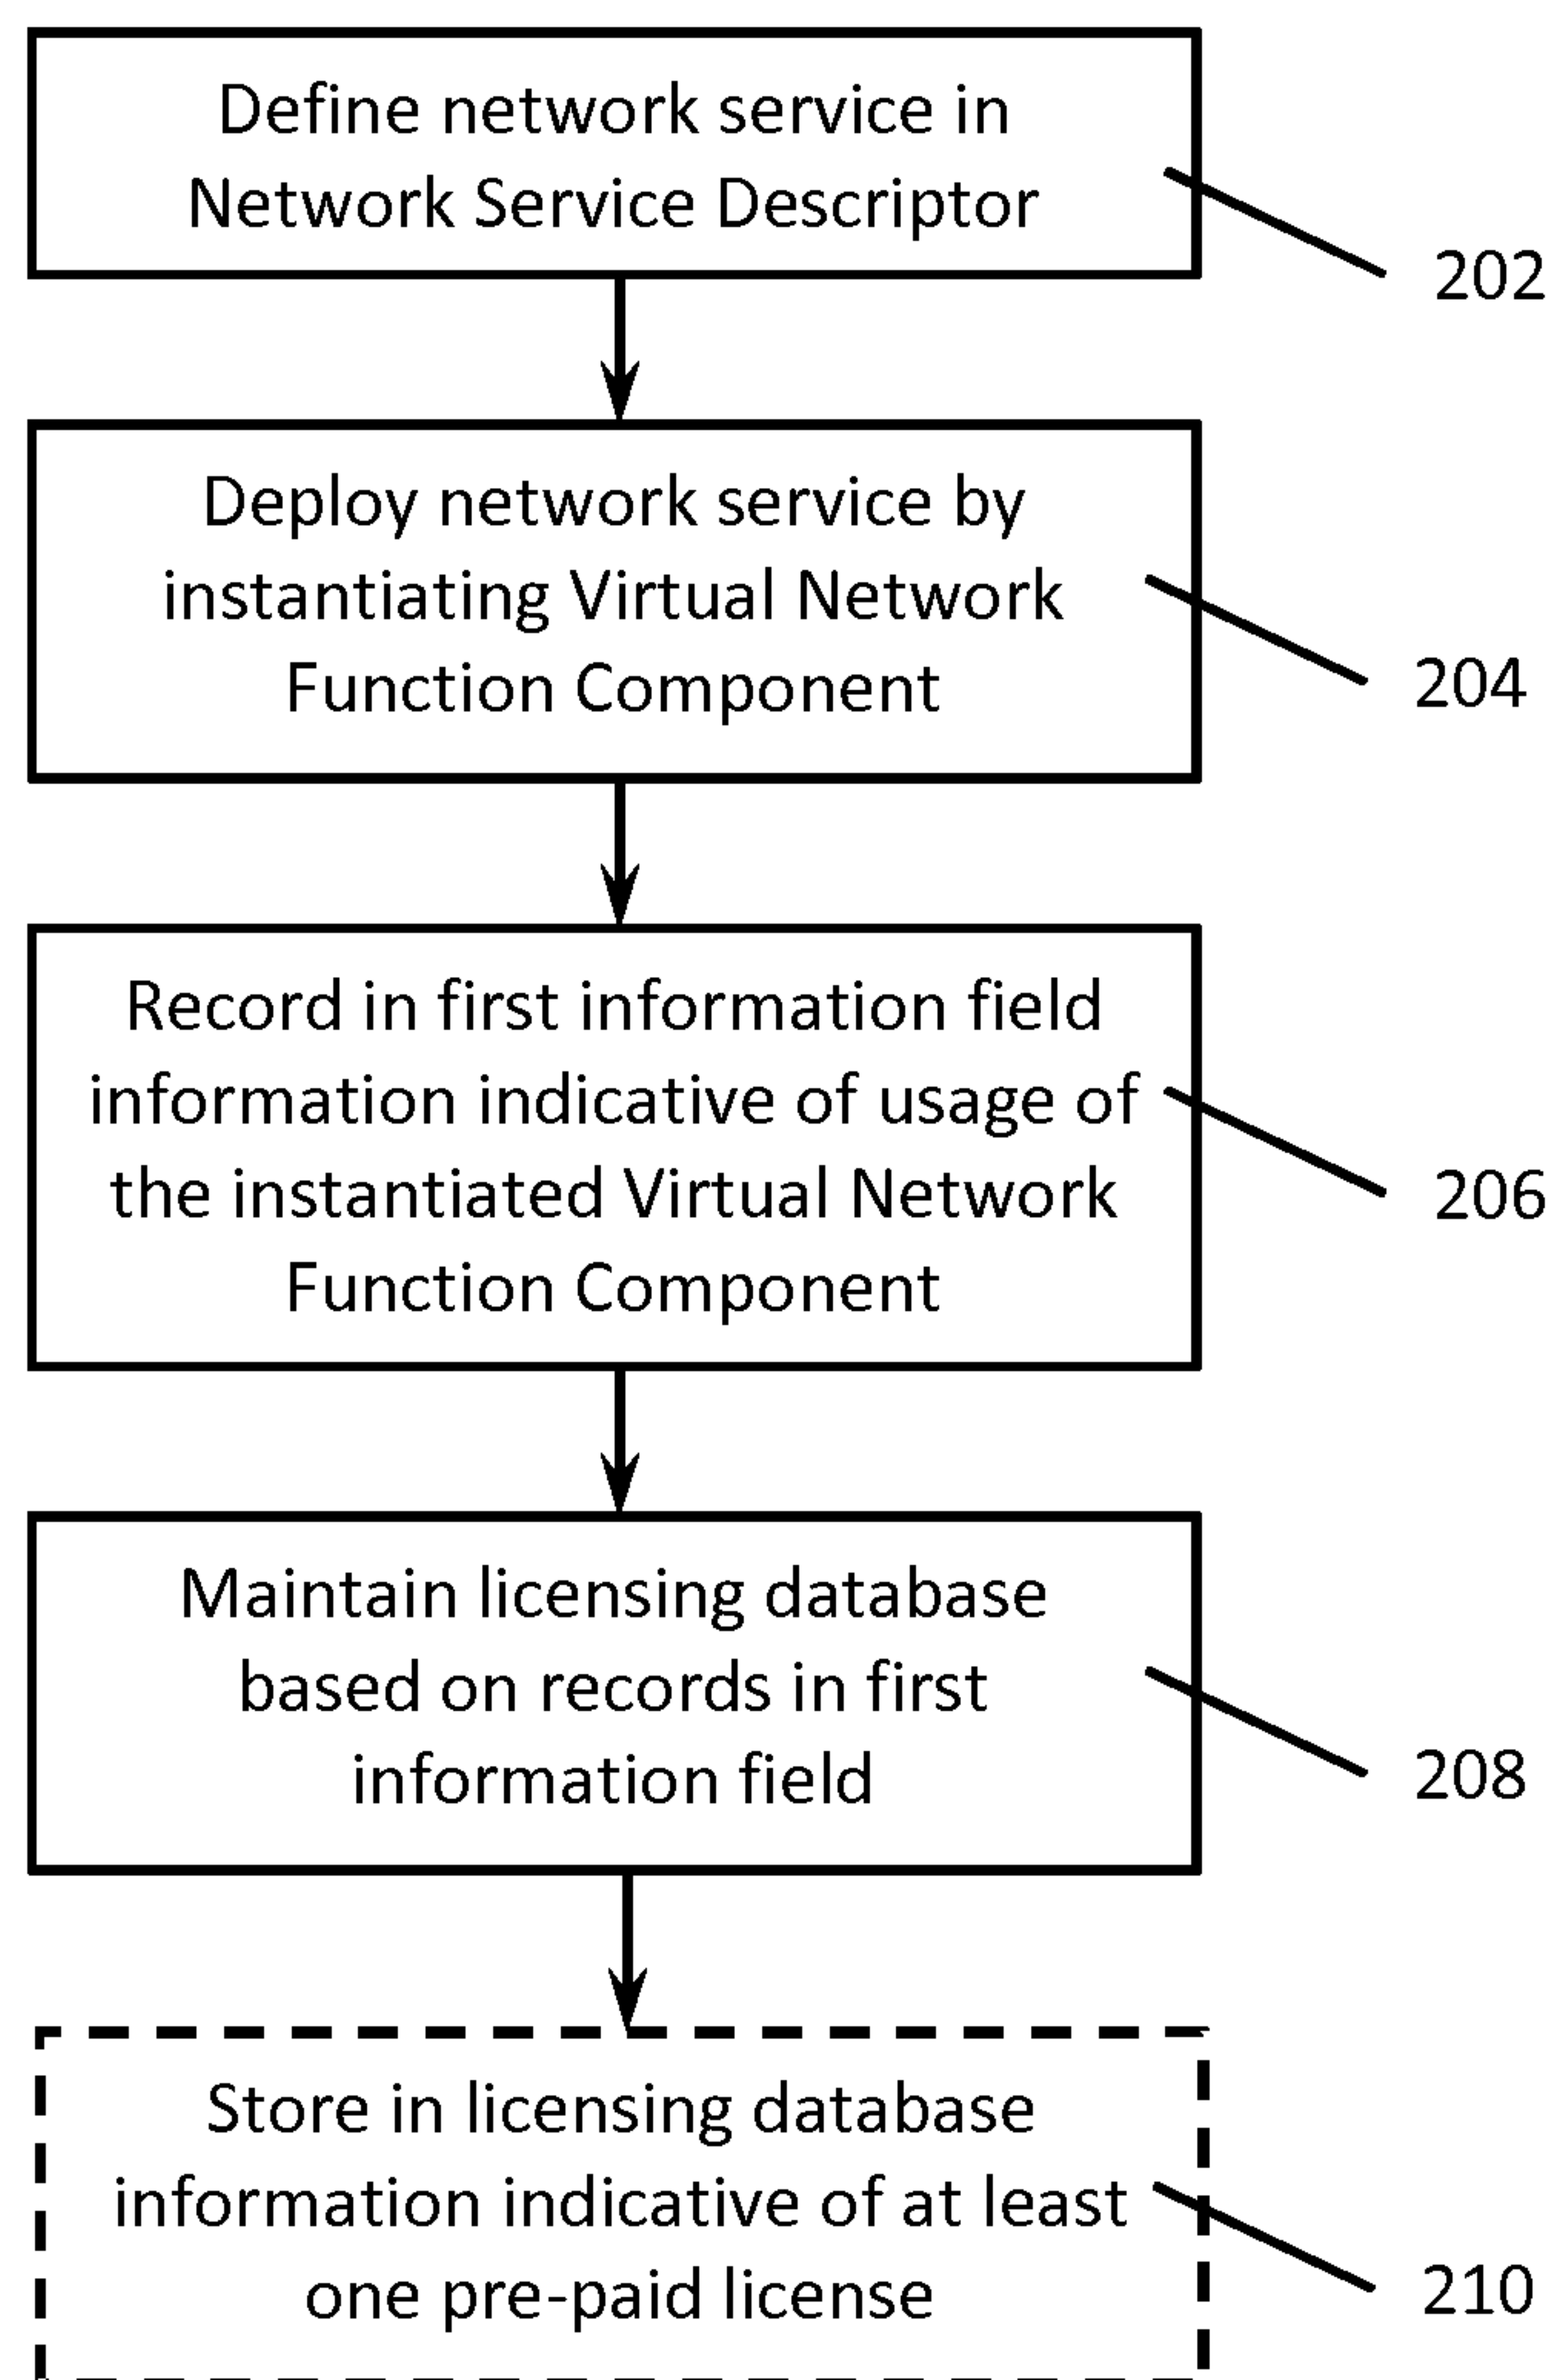 Define network service in
Network Service Descriptor
202
Deploy network service by
instantiating Virtual Network
Function Component
204
Record in first information field
information indicative of usage of
the instantiated Virtual Network
Function Component
206
Maintain licensing database
based on records in first
information field
208
Store in licensing database
information indicative of at least
one pre-paid license
210